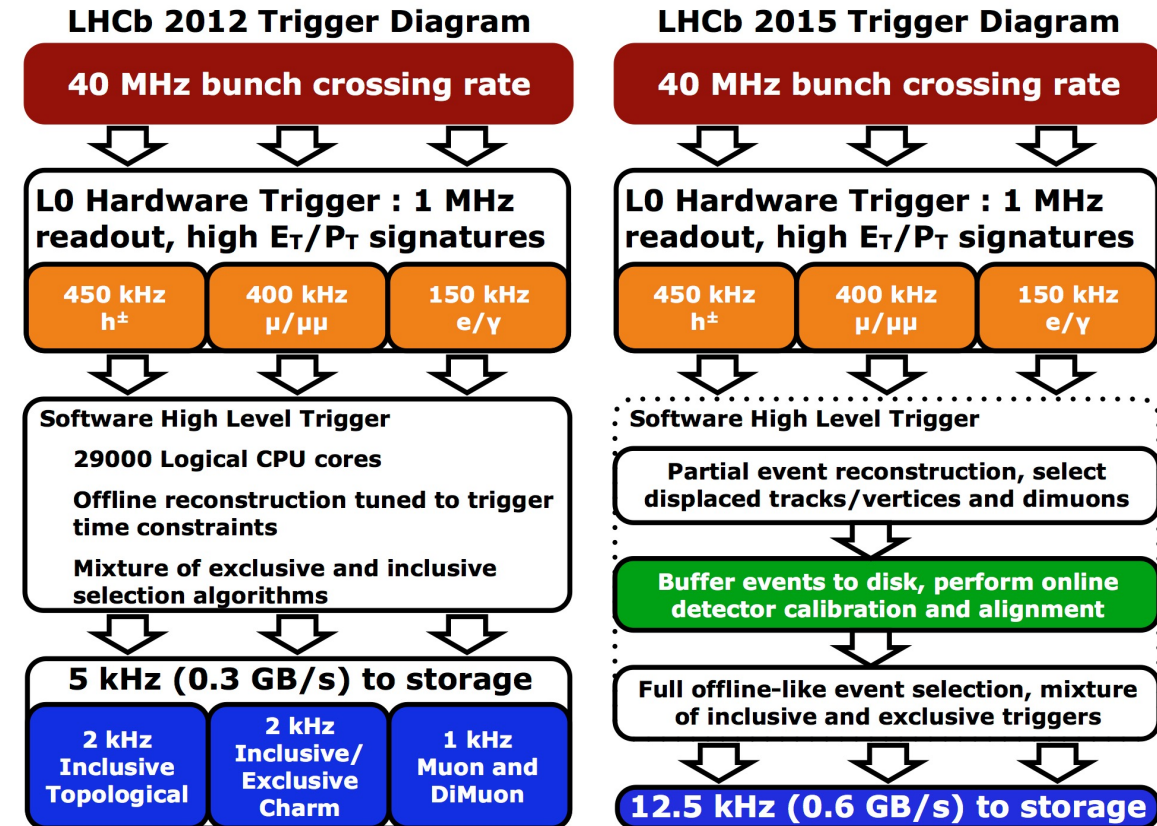 LHCb 2012 Trigger Diagram
40 MHz bunch crossing rate
L0 Hardware Trigger : 1 MHz
readout, high E_T/P_T signatures
450 kHz
h±
400 kHz
µ/µµ
150 kHz
e/γ
Software High Level Trigger
29000 Logical CPU cores
Offline reconstruction tuned to trigger
time constraints
Mixture of exclusive and inclusive
selection algorithms
5 kHz (0.3 GB/s) to storage
2 kHz
Inclusive
Topological
2 kHz
Inclusive/
Exclusive
Charm
1 kHz
Muon and
DiMuon
LHCb 2015 Trigger Diagram
40 MHz bunch crossing rate
L0 Hardware Trigger : 1 MHz
readout, high E_T/P_T signatures
450 kHz
h±
400 kHz
µ/µµ
150 kHz
e/γ
Software High Level Trigger
Partial event reconstruction, select
displaced tracks/vertices and dimuons
Buffer events to disk, perform online
detector calibration and alignment
Full offline-like event selection, mixture
of inclusive and exclusive triggers
12.5 kHz (0.6 GB/s) to storage